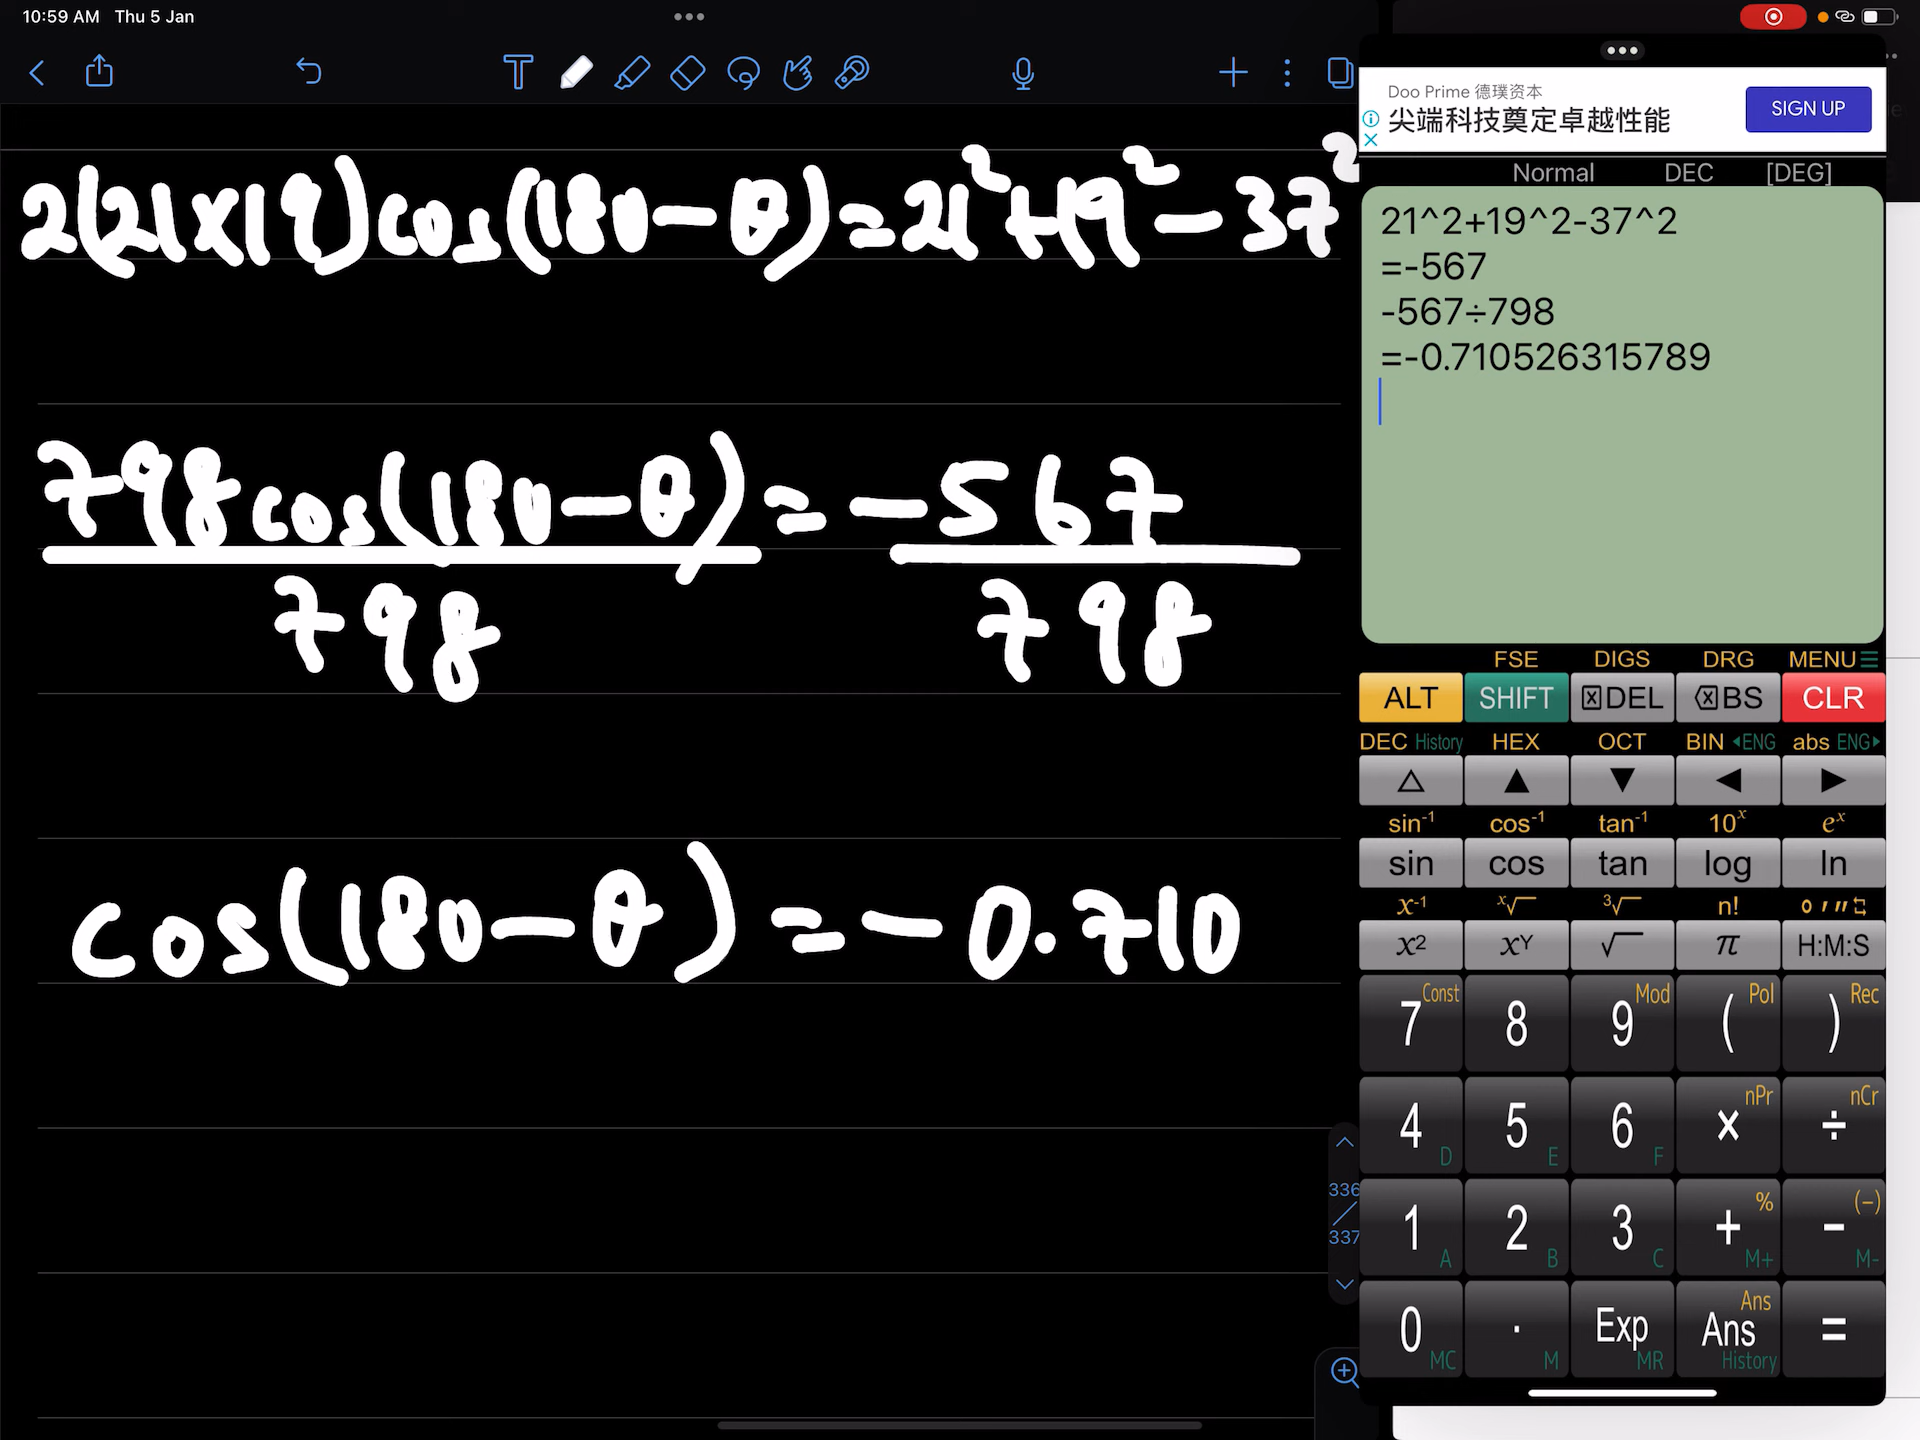 10:59 AM Thu 5 Jan
T
2(21x19)cos(180-θ)=21²+19²-37²
798cos(180-θ) = -567
798 798
cos(180-θ) = -0.710
336
337
Doo Prime 德璞资本
尖端科技奠定卓越性能
SIGN UP
Normal DEC [DEG]
21^2+19^2-37^2
=-567
-567÷798
=-0.710526315789
FSE DIGS DRG MENU
ALT SHIFT DEL BS CLR
DEC History HEX OCT BIN ◂ENG abs ENG▸
△ ▲ ▼ ◀ ▶
sin⁻¹ cos⁻¹ tan⁻¹ 10ˣ eˣ
sin cos tan log ln
x⁻¹ ˣ√ ³√ n! o ′ ″
x² xʸ √ π H:M:S
Const Mod Pol Rec
7 8 9 ( )
nPr nCr
4 5 6 × ÷
D E F
% (−)
1 2 3 + −
A B C M+ M-
Ans
0 . Exp Ans =
MC M MR History